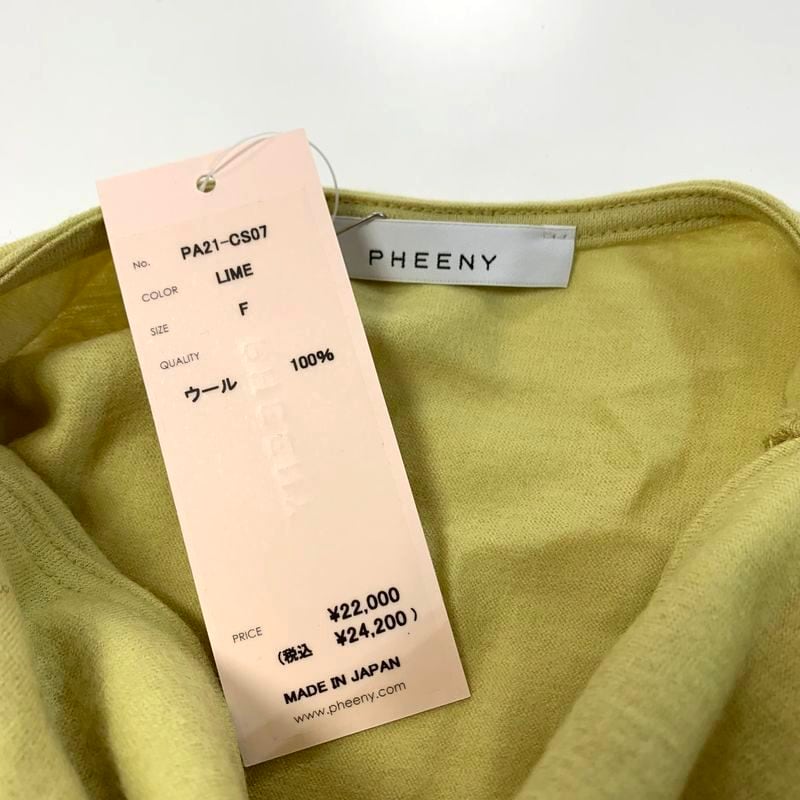 No. PA21-CS07
COLOR LIME
SIZE F
QUALITY
ウール 100%
pheeny
PRICE ¥22,000
(税込 ¥24,200)
MADE IN JAPAN
www.pheeny.com
PHEENY